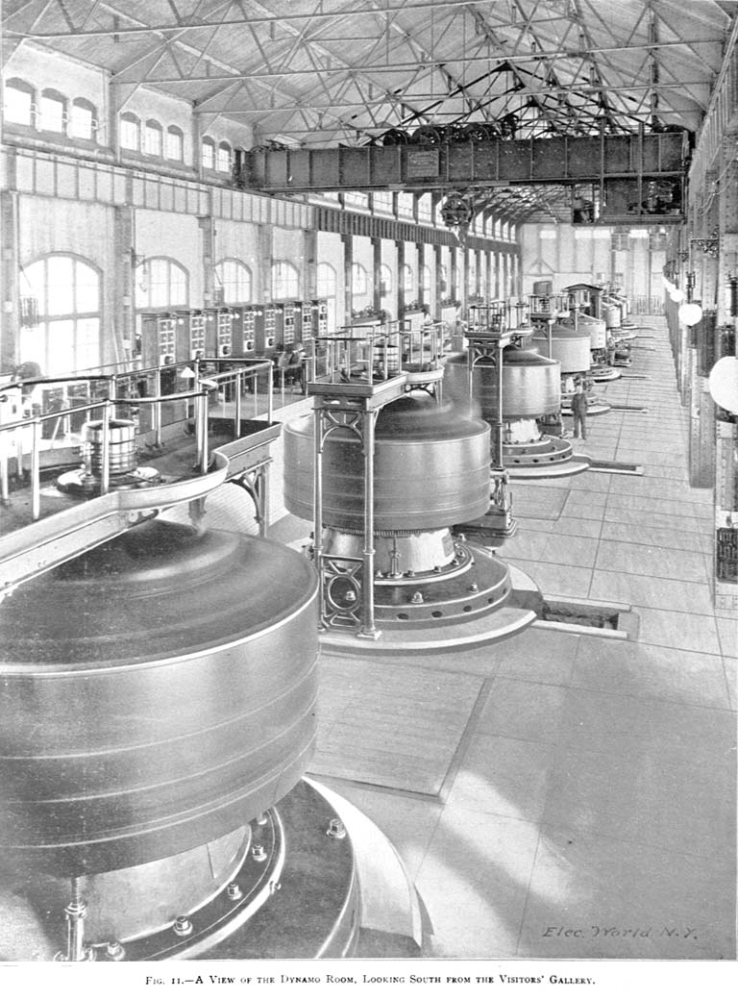 Elec. World N.Y.
Fig. 11.—A View of the Dynamo Room, Looking South from the Visitors' Gallery.